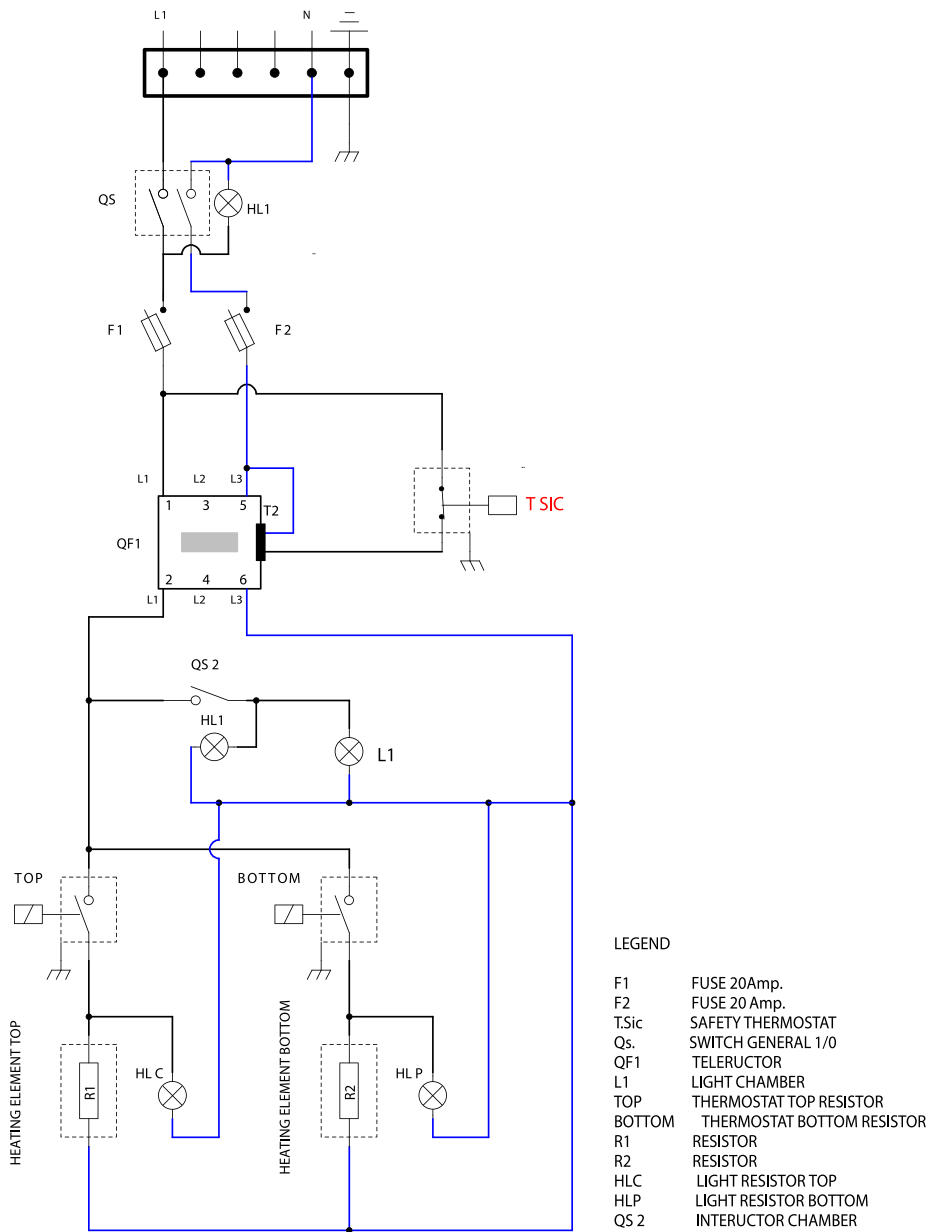 L1 N
QS
HL1
F1 F2
L1 L2 L3
1 3 5
T2
T SIC
QF1
2 4 6
L1 L2 L3
QS 2
HL1
L1
TOP
BOTTOM
HEATING ELEMENT TOP
R1
HL C
HEATING ELEMENT BOTTOM
R2
HL P
LEGEND
F1 FUSE 20Amp.
F2 FUSE 20 Amp.
T.Sic SAFETY THERMOSTAT
Qs. SWITCH GENERAL 1/0
QF1 TELERUCTOR
L1 LIGHT CHAMBER
TOP THERMOSTAT TOP RESISTOR
BOTTOM THERMOSTAT BOTTOM RESISTOR
R1 RESISTOR
R2 RESISTOR
HLC LIGHT RESISTOR TOP
HLP LIGHT RESISTOR BOTTOM
QS 2 INTERUCTOR CHAMBER